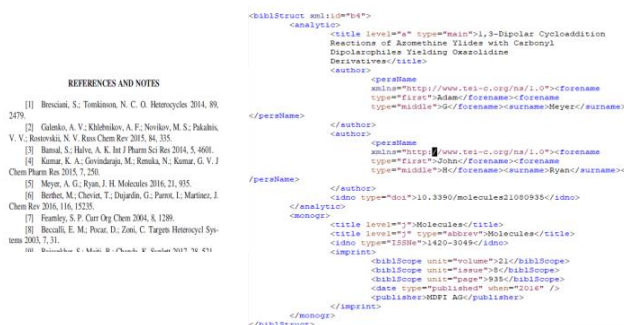 REFERENCES AND NOTES
[1] Bresciani, S.; Tomkinson, N. C. O. Heterocycles 2014, 89,
2479.
[2] Galenko, A. V.; Khlebnikov, A. F.; Novikov, M. S.; Pakalnis,
V. V.; Rostovskii, N. V. Russ Chem Rev 2015, 84, 335.
[3] Bansal, S.; Halve, A. K. Int J Pharm Sci Res 2014, 5, 4601.
[4] Kumar, K. A.; Govindaraju, M.; Renuka, N.; Kumar, G. V. J
Chem Pharm Res 2015, 7, 250.
[5] Meyer, A. G.; Ryan, J. H. Molecules 2016, 21, 935.
[6] Berthet, M.; Cheviet, T.; Dujardin, G.; Parrot, I.; Martinez, J.
Chem Rev 2016, 116, 15235.
[7] Fearnley, S. P. Curr Org Chem 2004, 8, 1289.
[8] Beccalli, E. M.; Pocar, D.; Zoni, C. Targets Heterocycl Sys-
tems 2003, 7, 31.
<biblStruct xml:id="b4">
<analytic>
<title level="a" type="main">1,3-Dipolar Cycloaddition
Reactions of Azomethine Ylides with Carbonyl
Dipolarophiles Yielding Oxazolidine
Derivatives</title>
<author>
<persName
xmlns="http://www.tei-c.org/ns/1.0"><forename
type="first">Adam</forename><forename
type="middle">G</forename><surname>Meyer</surname>
</persName>
</author>
<author>
<persName
xmlns="http://www.tei-c.org/ns/1.0"><forename
type="first">John</forename><forename
type="middle">H</forename><surname>Ryan</surname>
</persName>
</author>
<idno type="doi">10.3390/molecules21080935</idno>
</analytic>
<monogr>
<title level="j">Molecules</title>
<title level="j" type="abbrev">Molecules</title>
<idno type="ISSNe">1420-3049</idno>
<imprint>
<biblScope unit="volume">21</biblScope>
<biblScope unit="issue">8</biblScope>
<biblScope unit="page">935</biblScope>
<date type="published" when="2016" />
<publisher>MDPI AG</publisher>
</imprint>
</monogr>
</biblStruct>